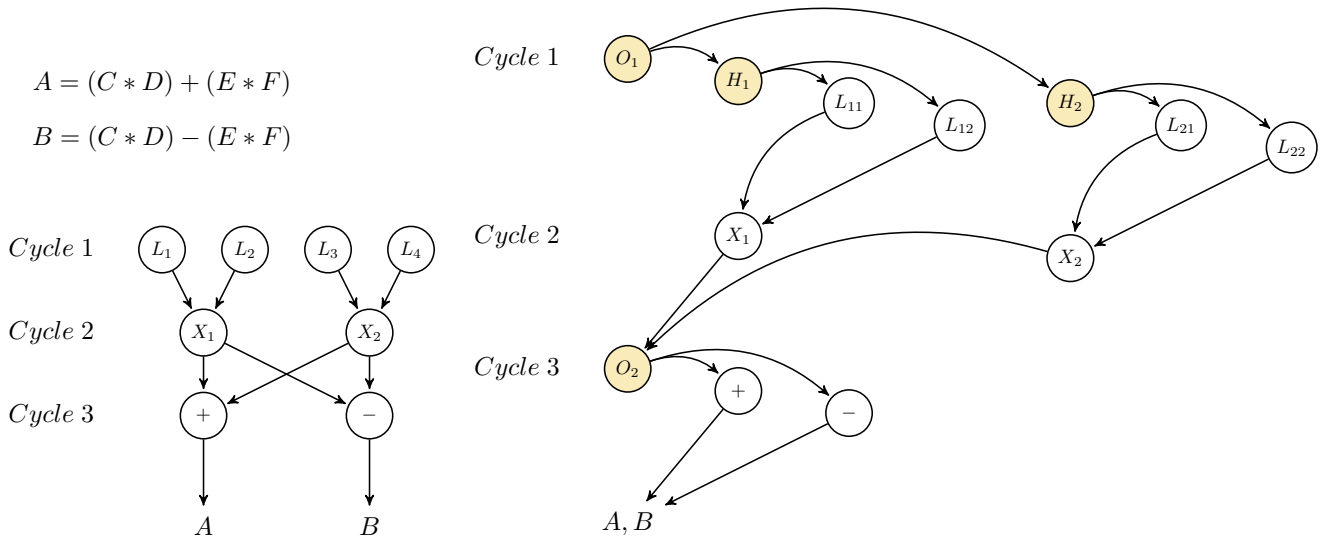 A = (C * D) + (E * F)
B = (C * D) − (E * F)
Cycle 1 L₁ L₂ L₃ L₄
Cycle 2 X₁ X₂
Cycle 3 + −
A B
Cycle 1 O₁ H₁ H₂
L₁₁ L₁₂ L₂₁ L₂₂
Cycle 2 X₁ X₂
Cycle 3 O₂ + −
A, B